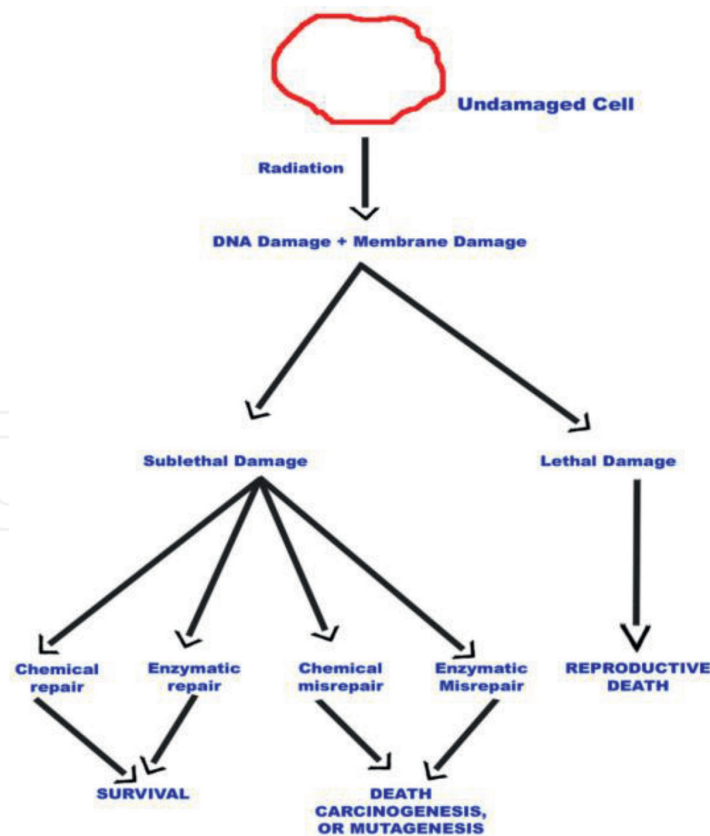 Undamaged Cell
Radiation
DNA Damage + Membrane Damage
Sublethal Damage
Lethal Damage
Chemical
repair
Enzymatic
repair
Chemical
misrepair
Enzymatic
Misrepair
REPRODUCTIVE
DEATH
SURVIVAL
DEATH
CARCINOGENESIS,
OR MUTAGENESIS